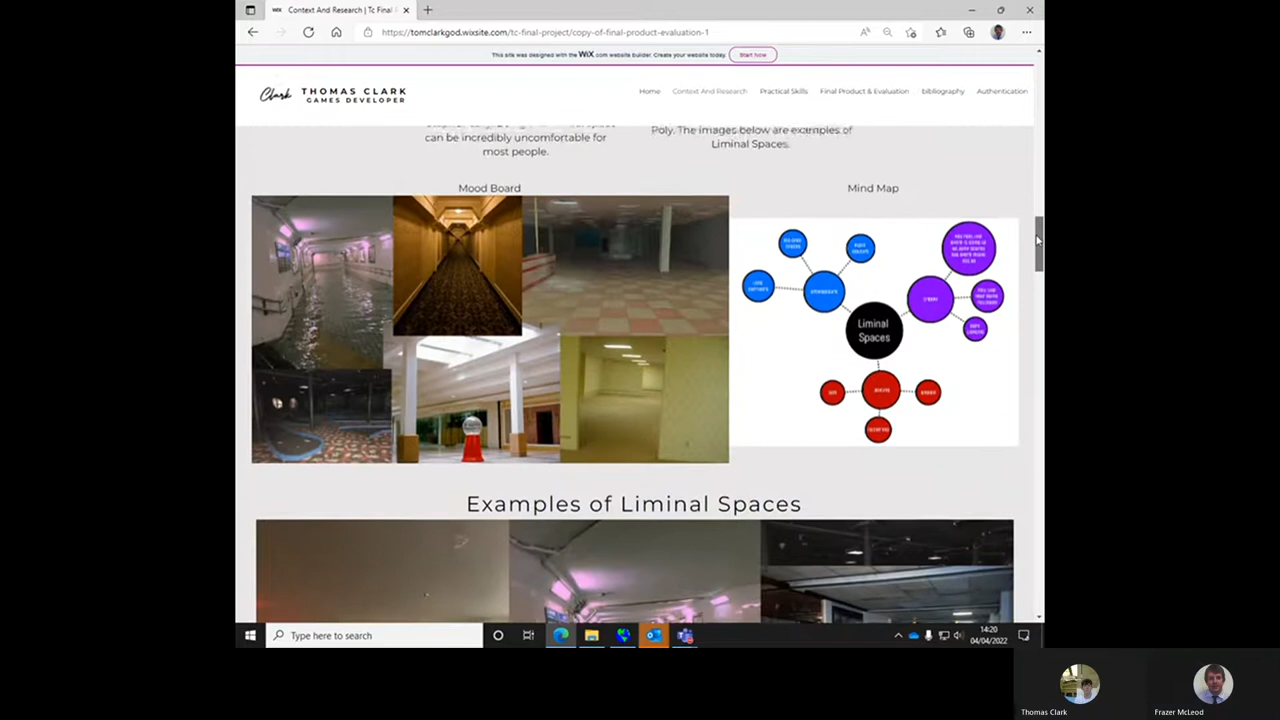 Context And Research | Tc Final P
https://tomclarkgod.wixsite.com/tc-final-project/copy-of-final-product-evaluation-1
This site was designed with the WiX.com website builder. Create your website today.
Start Now
Clark
THOMAS CLARK
GAMES DEVELOPER
Home
Context And Research
Practical Skills
Final Product & Evaluation
bibliography
Authentication
can be incredibly uncomfortable for
most people.
Poly. The images below are examples of
Liminal Spaces.
Mood Board
Mind Map
Liminal
Spaces
Examples of Liminal Spaces
Type here to search
14:20
04/04/2022
Thomas Clark
Frazer McLeod